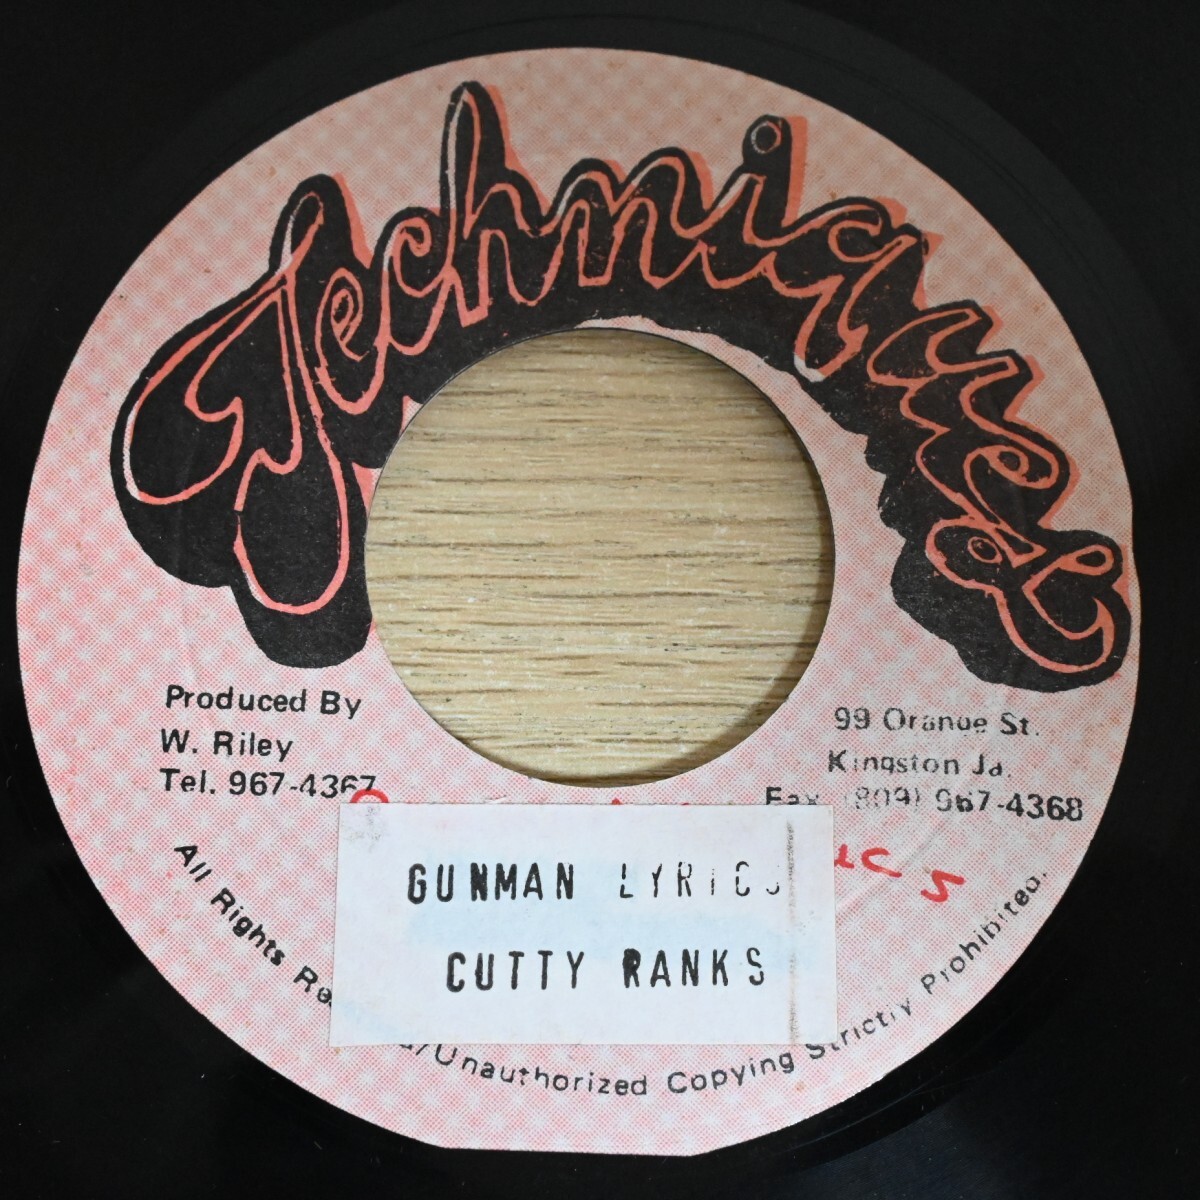 Techniques
Produced By
W. Riley
Tel. 967-4367
99 Orange St.
Kingston Ja.
Fax (809) 967-4368
GUNMAN LYRICS
CUTTY RANKS
All Rights Re d/Unauthorized Copying Strictly Prohibited.